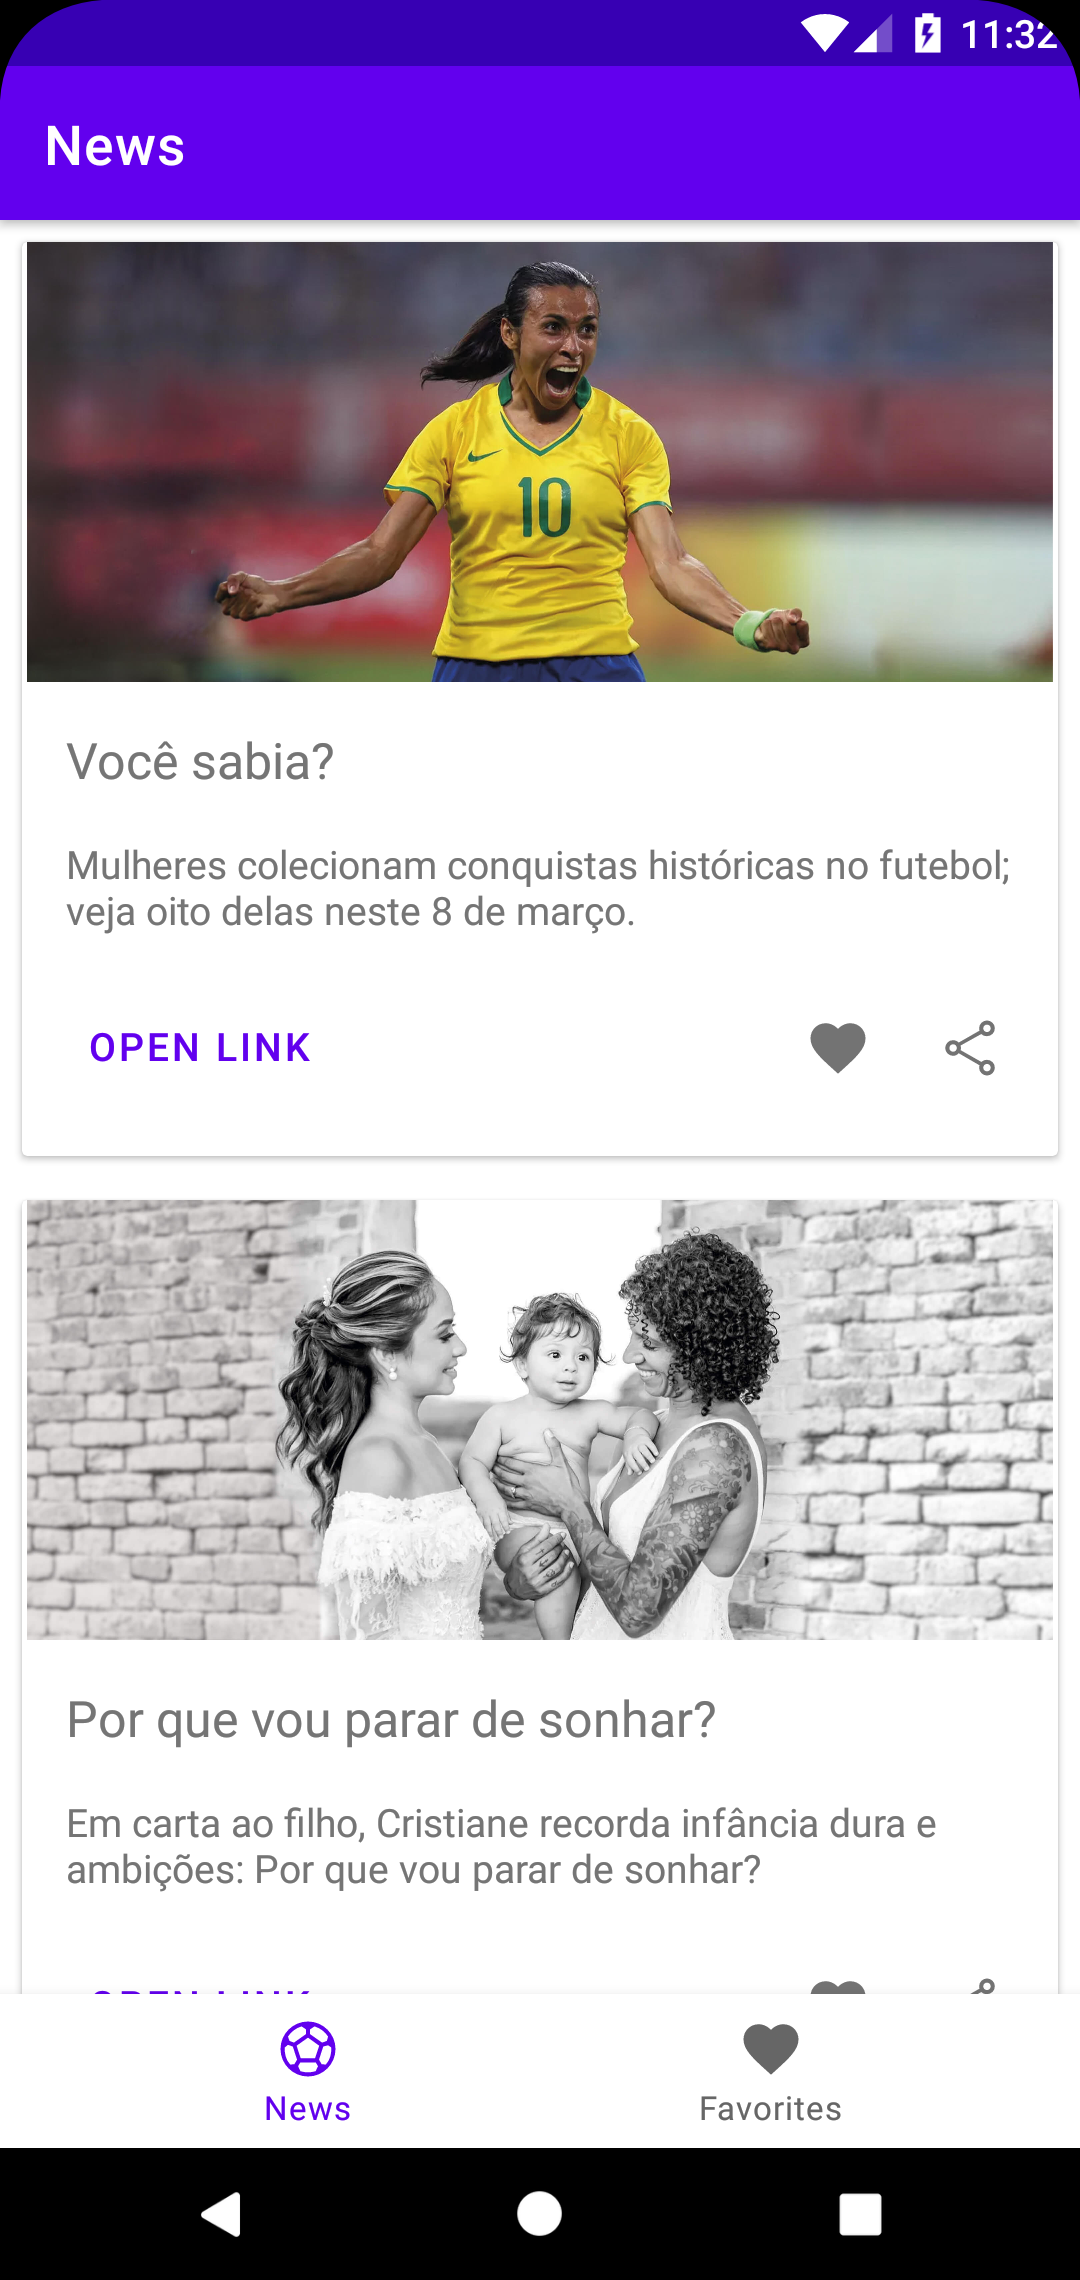 11:32
News
10
Você sabia?
Mulheres colecionam conquistas históricas no futebol;
veja oito delas neste 8 de março.
OPEN LINK
Por que vou parar de sonhar?
Em carta ao filho, Cristiane recorda infância dura e
ambições: Por que vou parar de sonhar?
OPEN LINK
News
Favorites